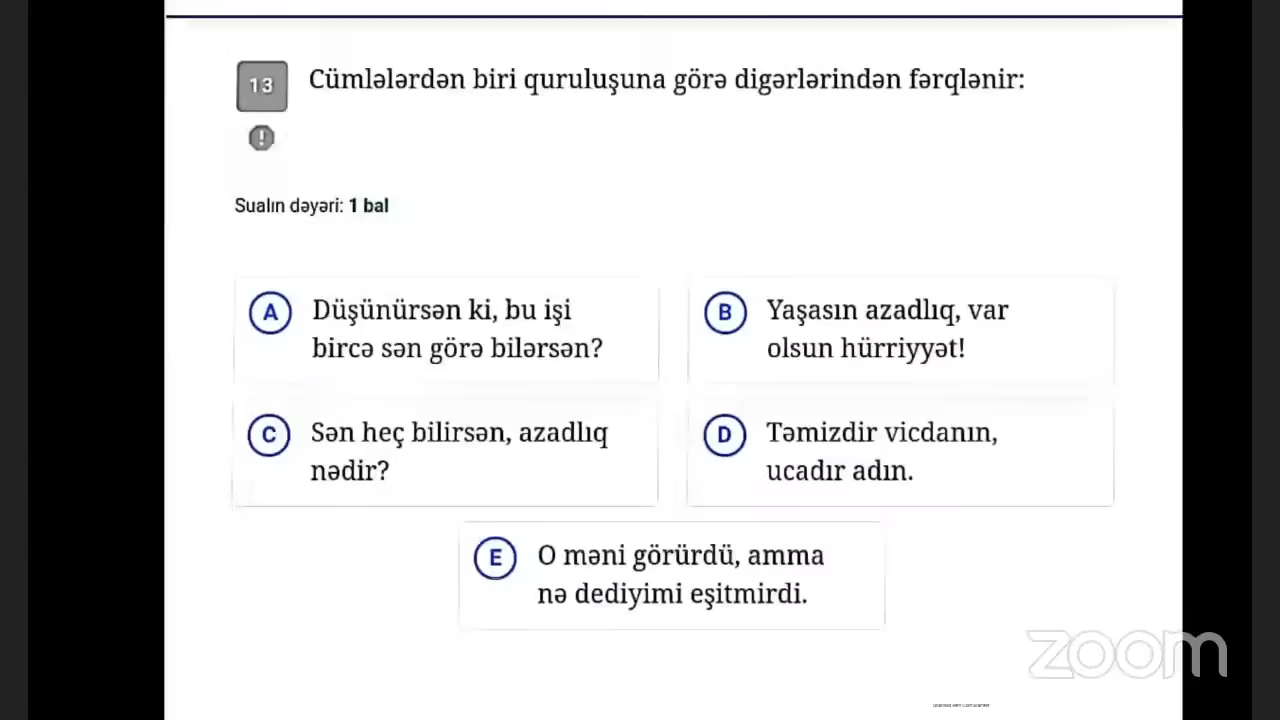 13
Cümlələrdən biri quruluşuna görə digərlərindən fərqlənir:
!
Sualın dəyəri: 1 bal
A
Düşünürsən ki, bu işi
bircə sən görə bilərsən?
B
Yaşasın azadlıq, var
olsun hürriyyət!
C
Sən heç bilirsən, azadlıq
nədir?
D
Təmizdir vicdanın,
ucadır adın.
E
O məni görürdü, amma
nə dediyimi eşitmirdi.
zoom